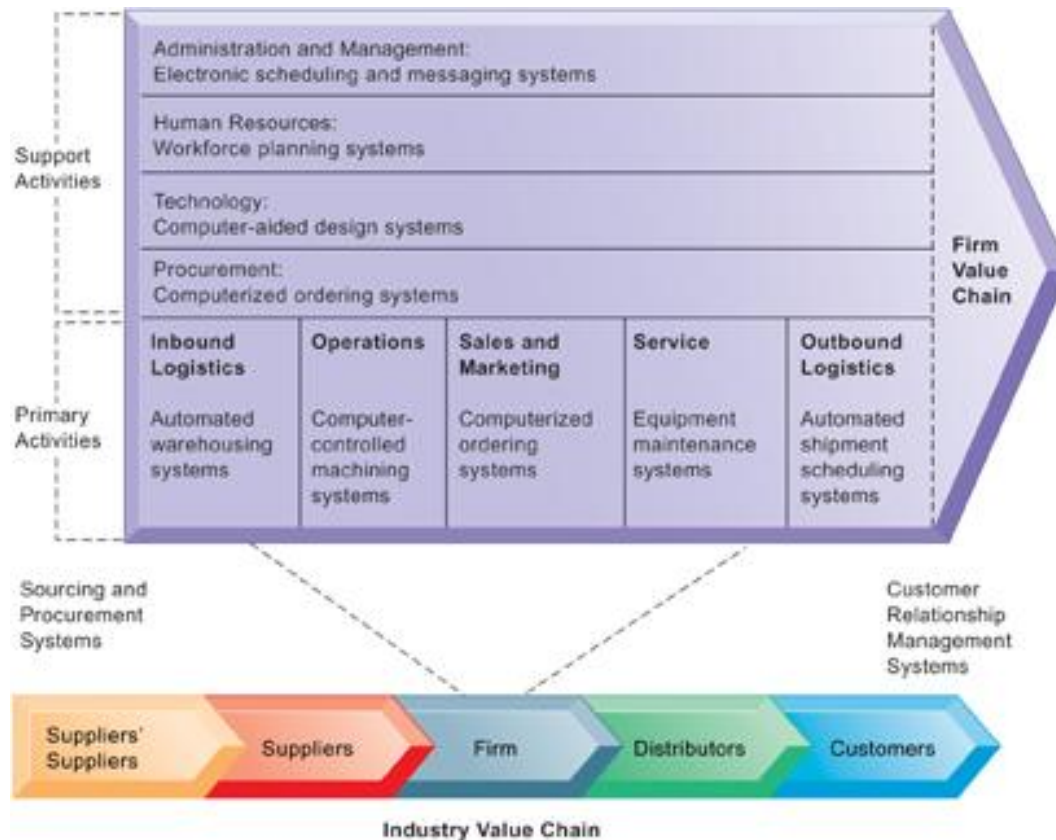 Administration and Management:
Electronic scheduling and messaging systems
Human Resources:
Workforce planning systems
Support
Activities
Technology:
Computer-aided design systems
Procurement:
Computerized ordering systems
Firm
Value
Chain
Primary
Activities
Inbound
Logistics
Automated
warehousing
systems
Operations
Computer-
controlled
machining
systems
Sales and
Marketing
Computerized
ordering
systems
Service
Equipment
maintenance
systems
Outbound
Logistics
Automated
shipment
scheduling
systems
Sourcing and
Procurement
Systems
Customer
Relationship
Management
Systems
Suppliers'
Suppliers
Suppliers
Firm
Distributors
Customers
Industry Value Chain